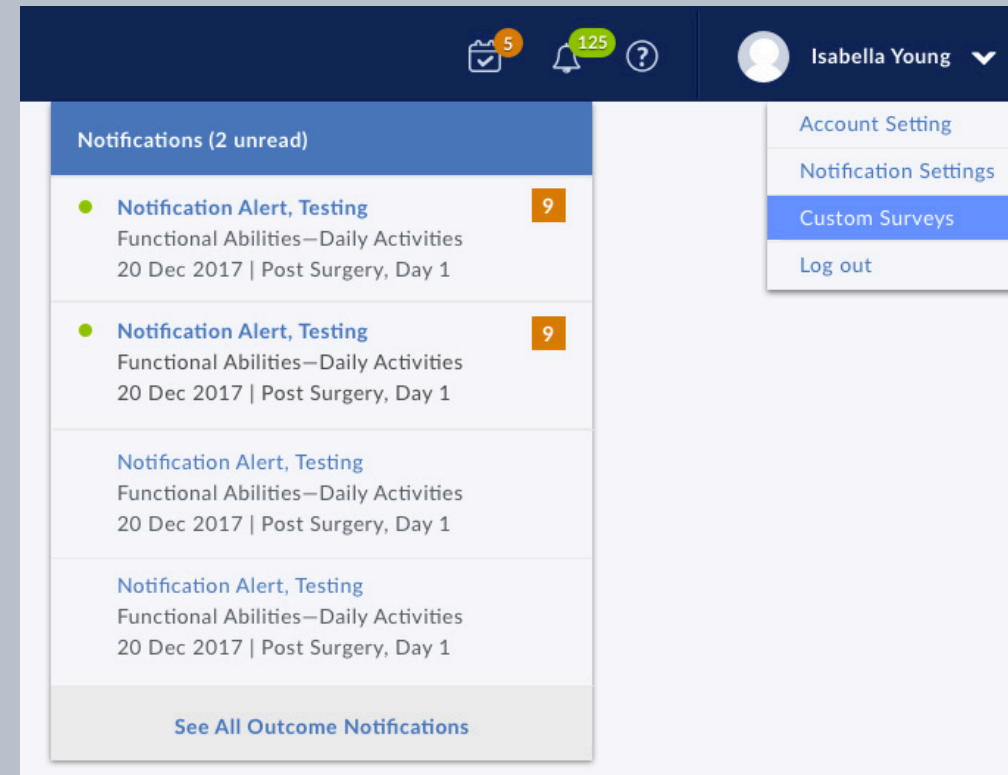 5
125
?
Isabella Young
Notifications (2 unread)
Notification Alert, Testing
9
Functional Abilities—Daily Activities
20 Dec 2017 | Post Surgery, Day 1
Notification Alert, Testing
9
Functional Abilities—Daily Activities
20 Dec 2017 | Post Surgery, Day 1
Notification Alert, Testing
Functional Abilities—Daily Activities
20 Dec 2017 | Post Surgery, Day 1
Notification Alert, Testing
Functional Abilities—Daily Activities
20 Dec 2017 | Post Surgery, Day 1
See All Outcome Notifications
Account Setting
Notification Settings
Custom Surveys
Log out